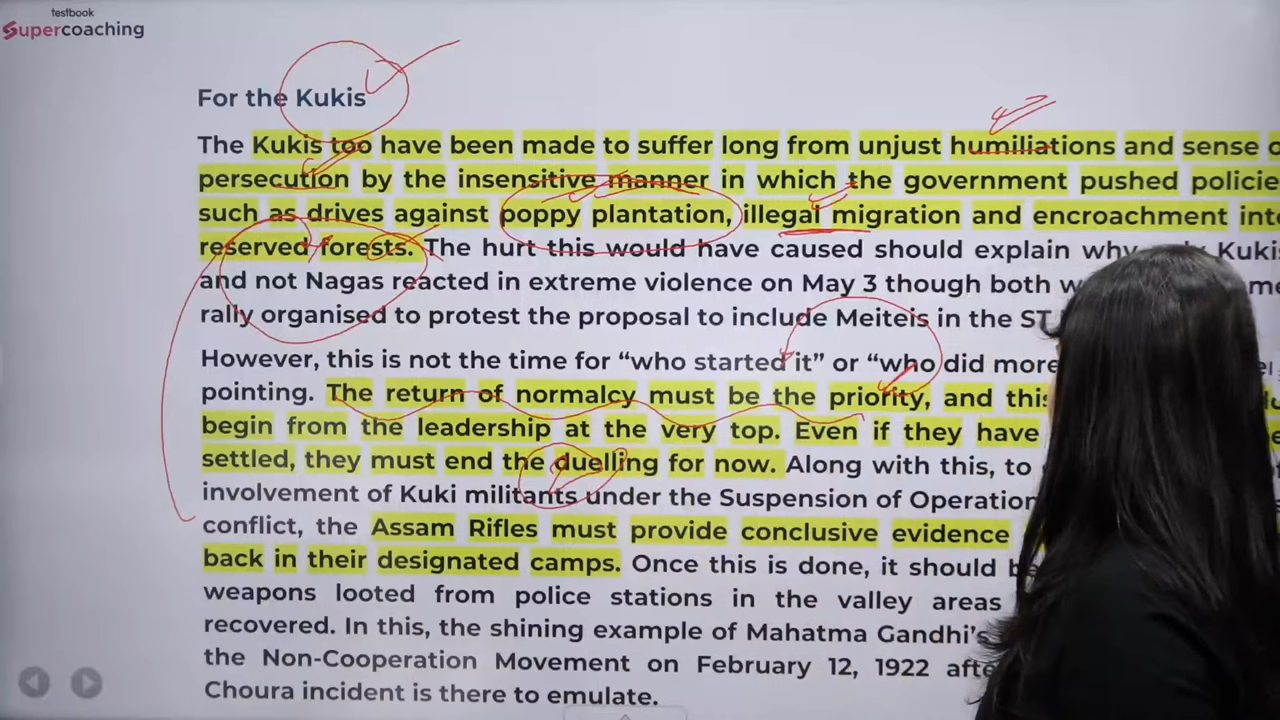 testbook
Supercoaching
For the Kukis
The Kukis too have been made to suffer long from unjust humiliations and sense
persecution by the insensitive manner in which the government pushed
such as drives against poppy plantation, illegal migration and encroachment
reserved forests. The hurt this would have caused should explain
and not Nagas reacted in extreme violence on May 3 though both
rally organised to protest the proposal to include Meiteis in the ST
However, this is not the time for “who started it” or “who did more
pointing. The return of normalcy must be the priority, and
begin from the leadership at the very top. Even if they have
settled, they must end the duelling for now. Along with this, to
involvement of Kuki militants under the Suspension of
conflict, the Assam Rifles must provide conclusive evidence
back in their designated camps. Once this is done, it should
weapons looted from police stations in the valley areas
recovered. In this, the shining example of Mahatma Gandhi’s
the Non-Cooperation Movement on February 12, 1922
Choura incident is there to emulate.